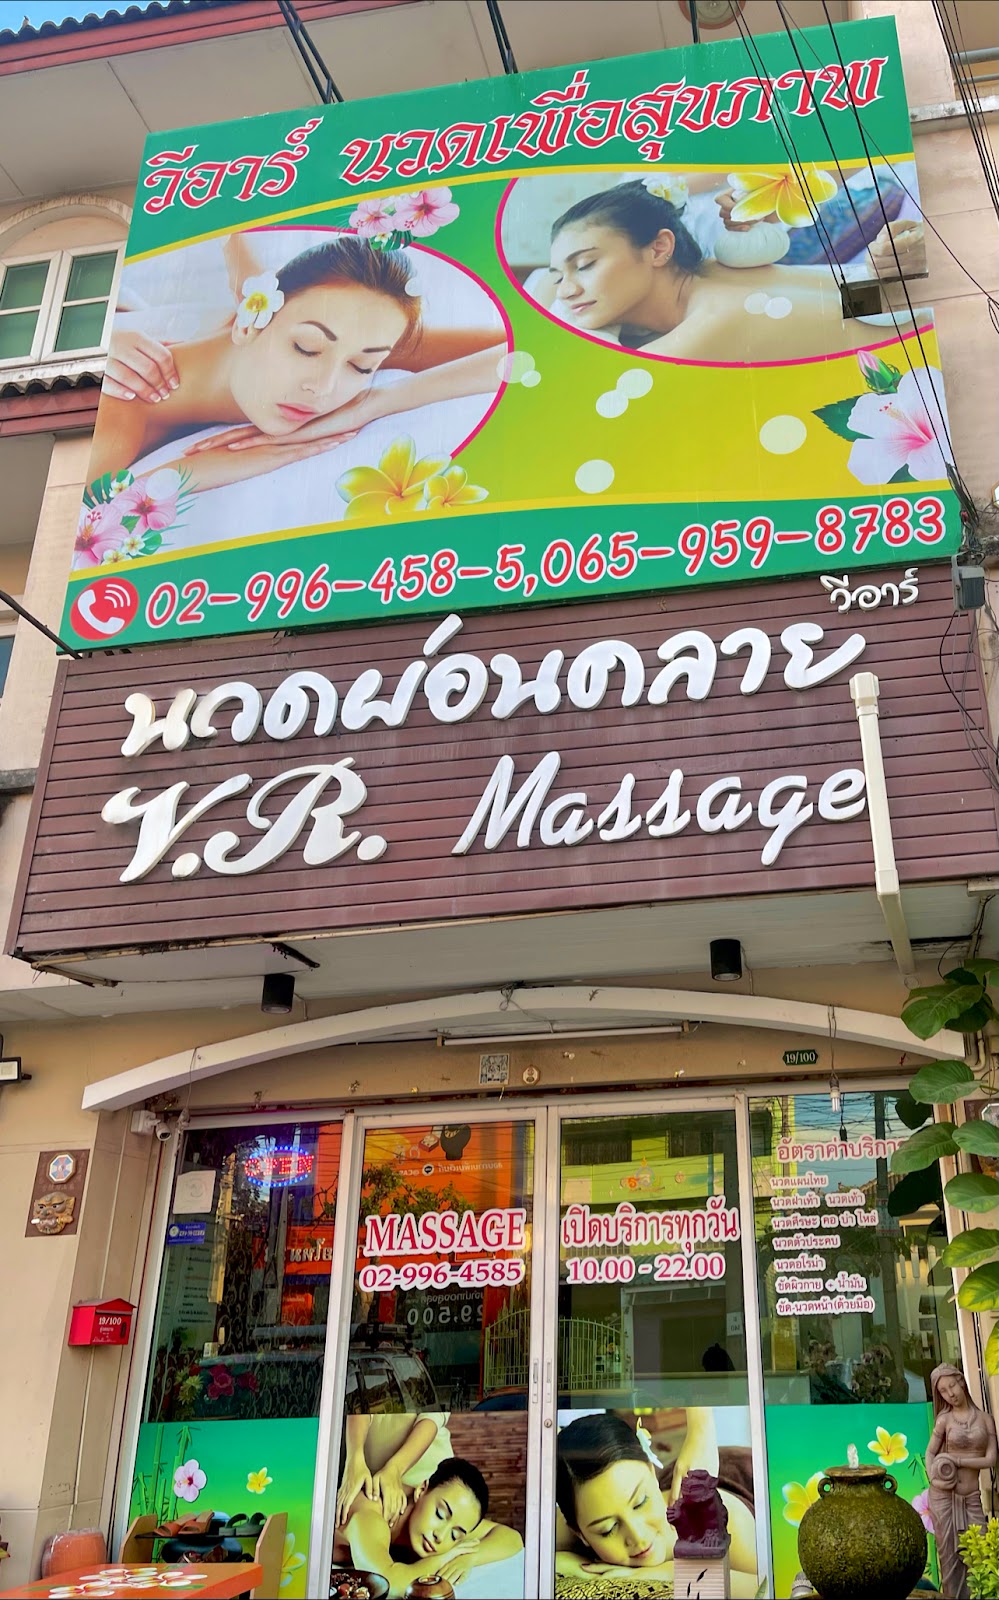 วีอาร์ นวดเพื่อสุขภาพ
02-996-458-5,065-959-8783
วีอาร์
นวดผ่อนคลาย
V.R. Massage
19/100
OPEN
MASSAGE
02-996-4585
เปิดบริการทุกวัน
10.00 - 22.00
อัตราค่าบริการ
นวดแผนไทย
นวดฝ่าเท้า นวดเท้า
นวดศีรษะ คอ บ่า ไหล่
นวดตัวประคบ
นวดอโรม่า
ขัดผิวกาย + น้ำมัน
ขัด-นวดหน้า(ด้วยมือ)
19/100